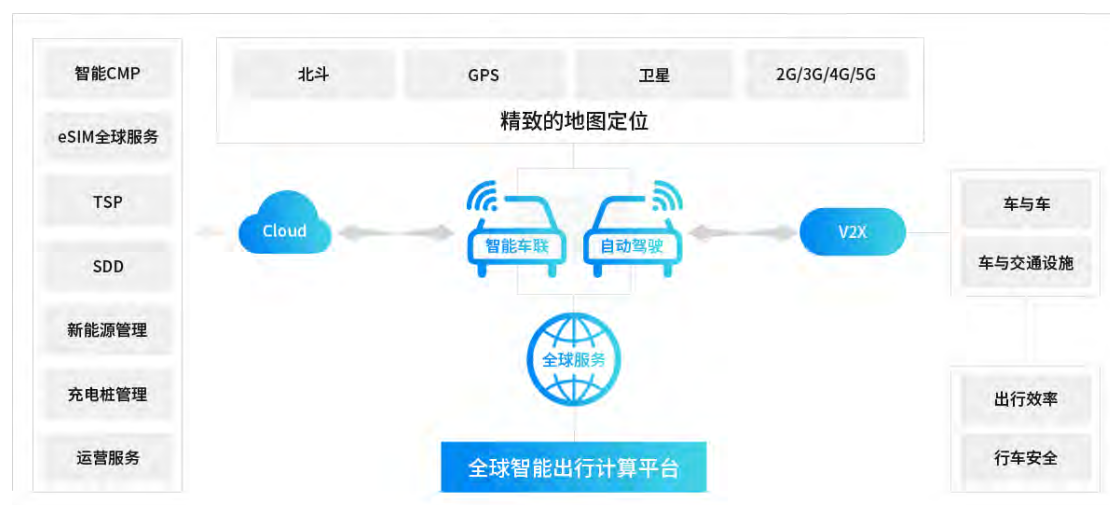 智能CMP
eSIM全球服务
TSP
SDD
新能源管理
充电桩管理
运营服务
北斗
GPS
卫星
2G/3G/4G/5G
精致的地图定位
Cloud
智能车联
自动驾驶
V2X
全球服务
全球智能出行计算平台
车与车
车与交通设施
出行效率
行车安全